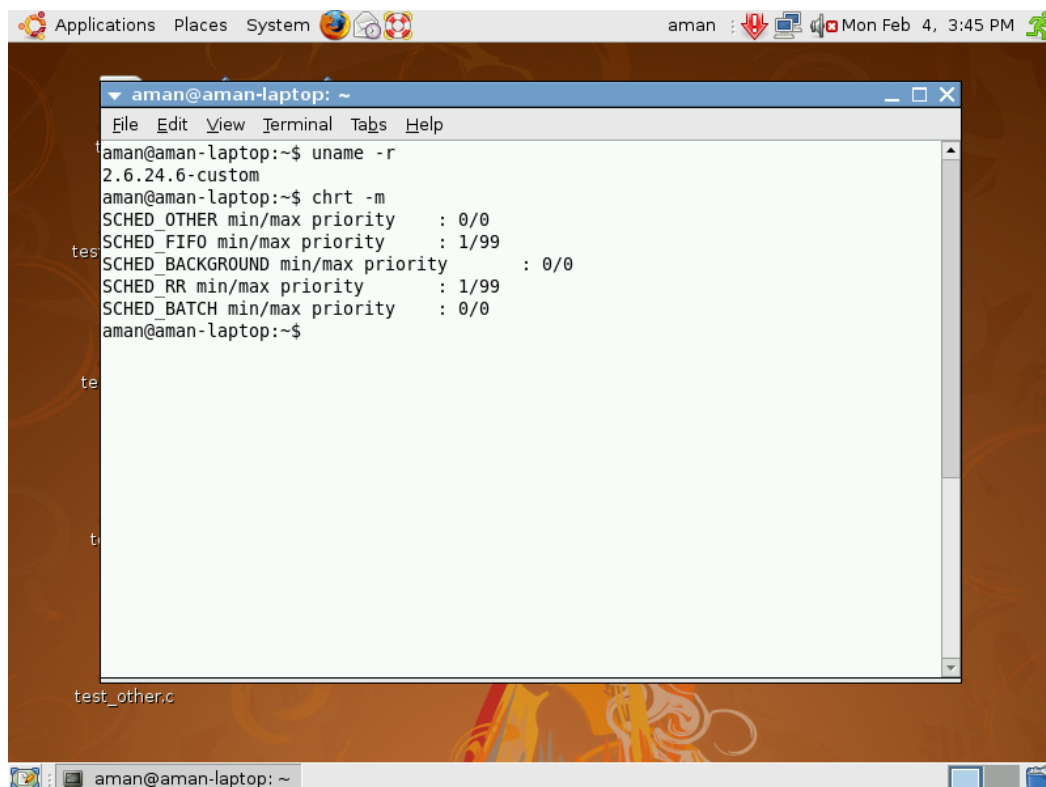 Applications Places System aman Mon Feb 4, 3:45 PM
aman@aman-laptop: ~
File Edit View Terminal Tabs Help
aman@aman-laptop:~$ uname -r
2.6.24.6-custom
aman@aman-laptop:~$ chrt -m
SCHED_OTHER min/max priority : 0/0
SCHED_FIFO min/max priority : 1/99
SCHED_BACKGROUND min/max priority : 0/0
SCHED_RR min/max priority : 1/99
SCHED_BATCH min/max priority : 0/0
aman@aman-laptop:~$
test_other.c
aman@aman-laptop: ~